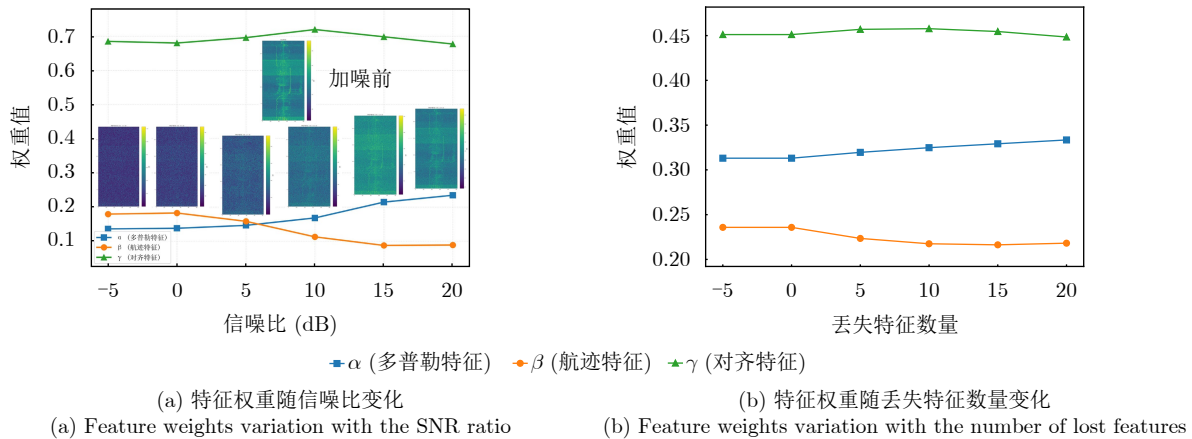 0.7
0.6
0.5
0.4
0.3
0.2
0.1
权重值
加噪前
α (多普勒特征)
β (航迹特征)
γ (对齐特征)
−5 0 5 10 15 20
信噪比 (dB)
0.45
0.40
0.35
0.30
0.25
0.20
权重值
−5 0 5 10 15 20
丢失特征数量
α (多普勒特征) β (航迹特征) γ (对齐特征)
(a) 特征权重随信噪比变化
(a) Feature weights variation with the SNR ratio
(b) 特征权重随丢失特征数量变化
(b) Feature weights variation with the number of lost features